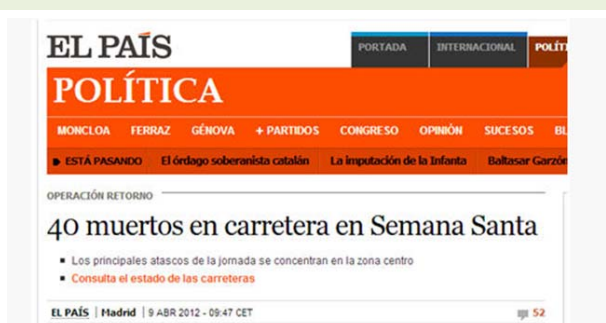 EL PAÍS
PORTADA INTERNACIONAL
POLÍTICA
MONCLOA FERRAZ GÉNOVA + PARTIDOS CONGRESO OPINIÓN SUCESOS
ESTÁ PASANDO El órdago soberanista catalán La imputación de la Infanta Baltasar Garzón
OPERACIÓN RETORNO
40 muertos en carretera en Semana Santa
Los principales atascos de la jornada se concentran en la zona centro
Consulta el estado de las carreteras
EL PAÍS | Madrid | 9 ABR 2012 - 09:47 CET 52